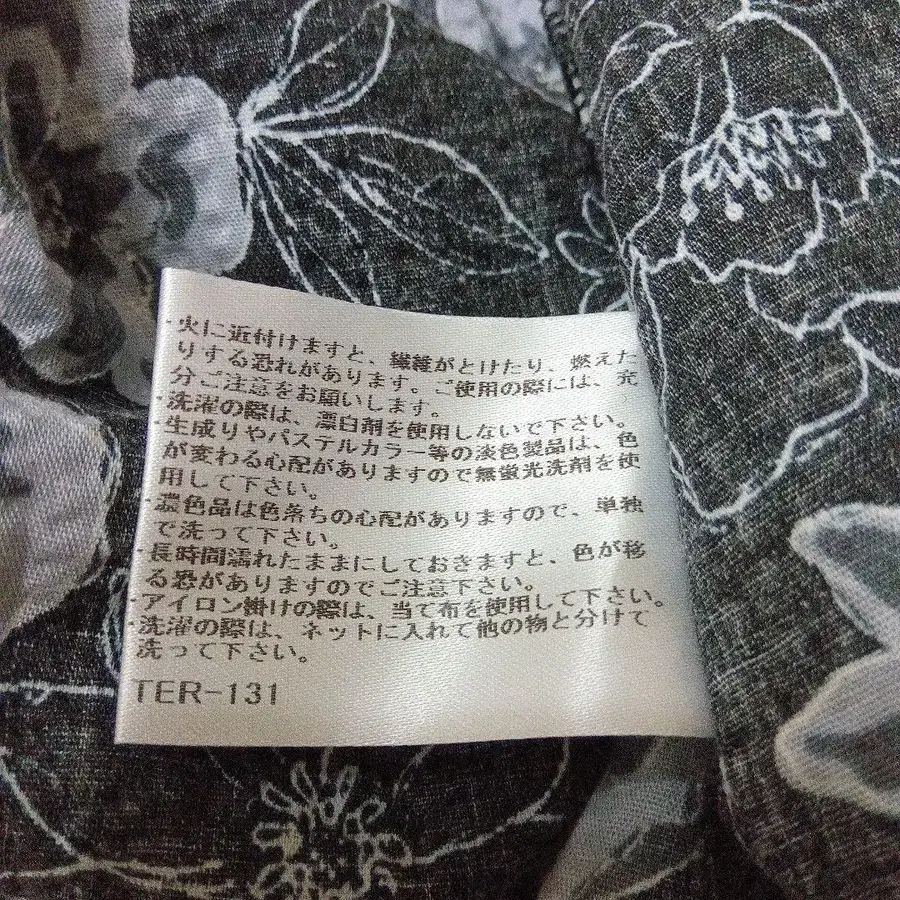 ・火に近付けますと、繊維がとけたり、燃えた
りする恐れがあります。ご使用の際には、充
分ご注意をお願いします。
・洗濯の際は、漂白剤を使用しないで下さい。
・生成りやパステルカラー等の淡色製品は、色
が変わる心配がありますので無蛍光洗剤を使
用して下さい。
・濃色品は色落ちの心配がありますので、単独
で洗って下さい。
・長時間濡れたままにしておきますと、色が移
る恐がありますのでご注意下さい。
・アイロン掛けの際は、当て布を使用して下さい。
・洗濯の際は、ネットに入れて他の物と分けて
洗って下さい。
TER-131